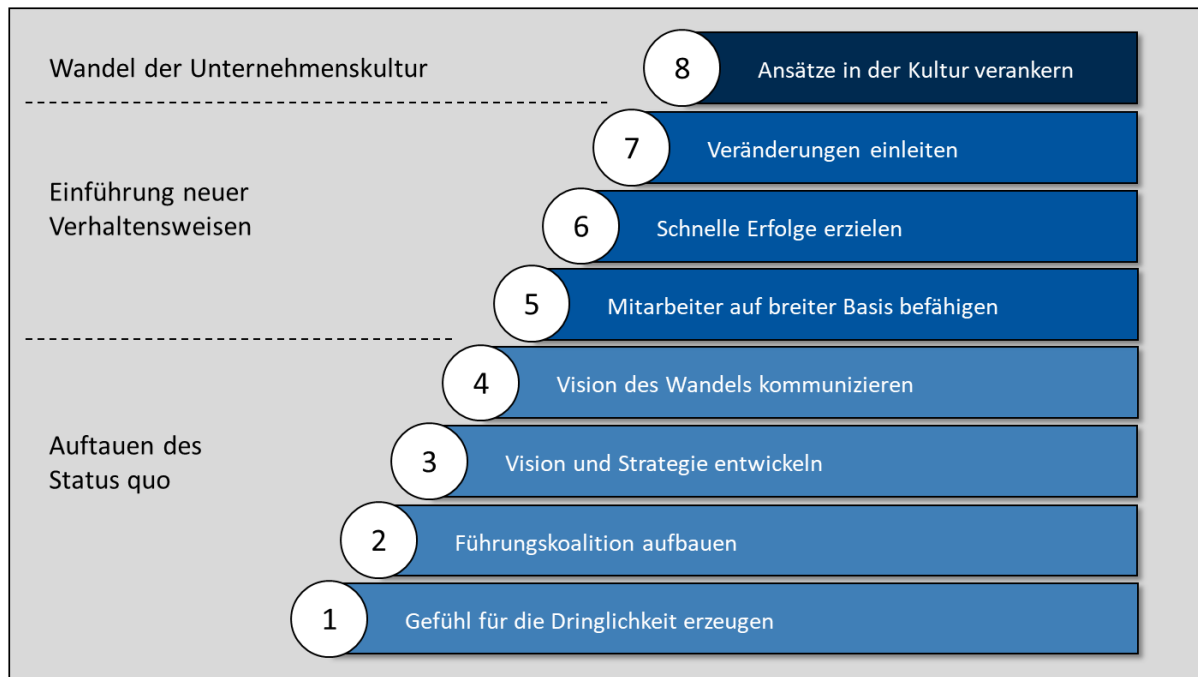 Wandel der Unternehmenskultur
8 Ansätze in der Kultur verankern
7 Veränderungen einleiten
Einführung neuer
Verhaltensweisen
6 Schnelle Erfolge erzielen
5 Mitarbeiter auf breiter Basis befähigen
4 Vision des Wandels kommunizieren
Auftauen des
Status quo
3 Vision und Strategie entwickeln
2 Führungskoalition aufbauen
1 Gefühl für die Dringlichkeit erzeugen